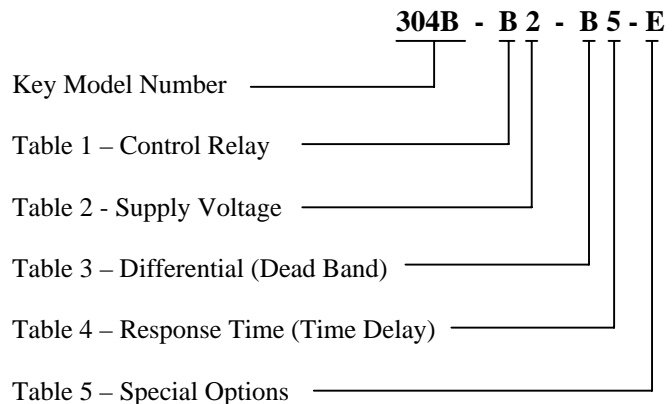 304B - B 2 - B 5 - E
Key Model Number
Table 1 – Control Relay
Table 2 - Supply Voltage
Table 3 – Differential (Dead Band)
Table 4 – Response Time (Time Delay)
Table 5 – Special Options